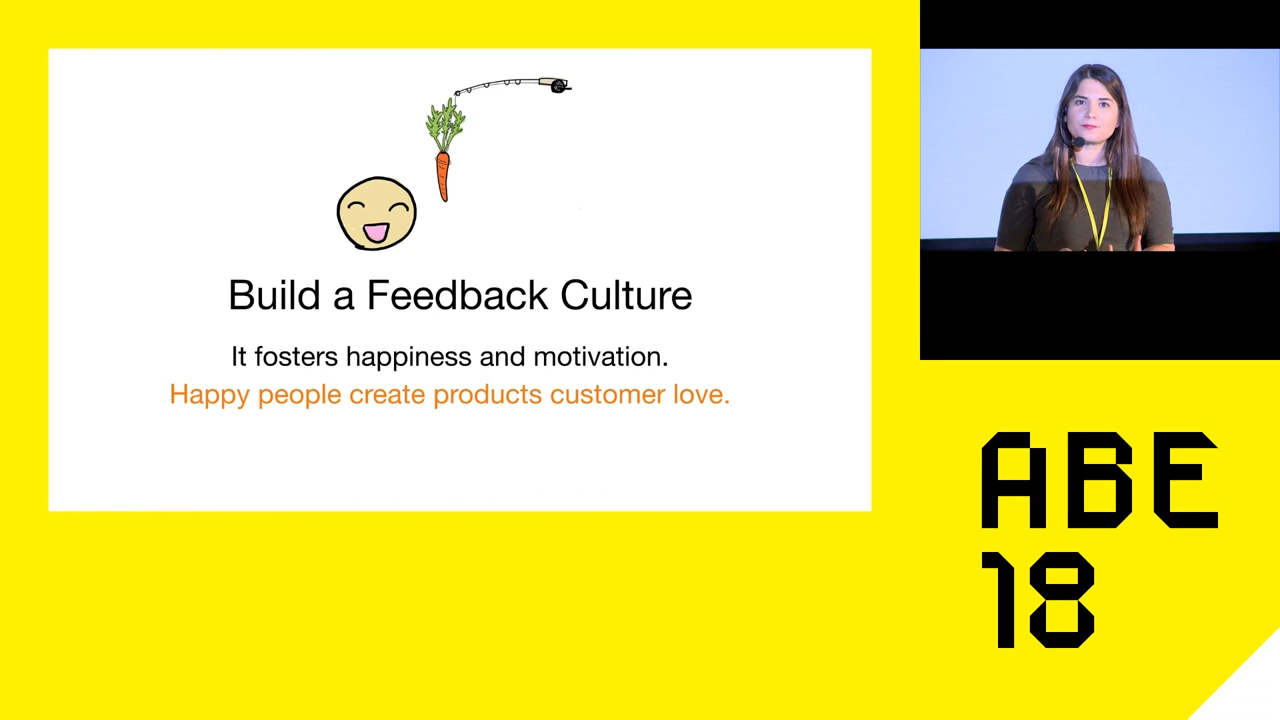 Build a Feedback Culture
It fosters happiness and motivation.
Happy people create products customer love.
ABE
18